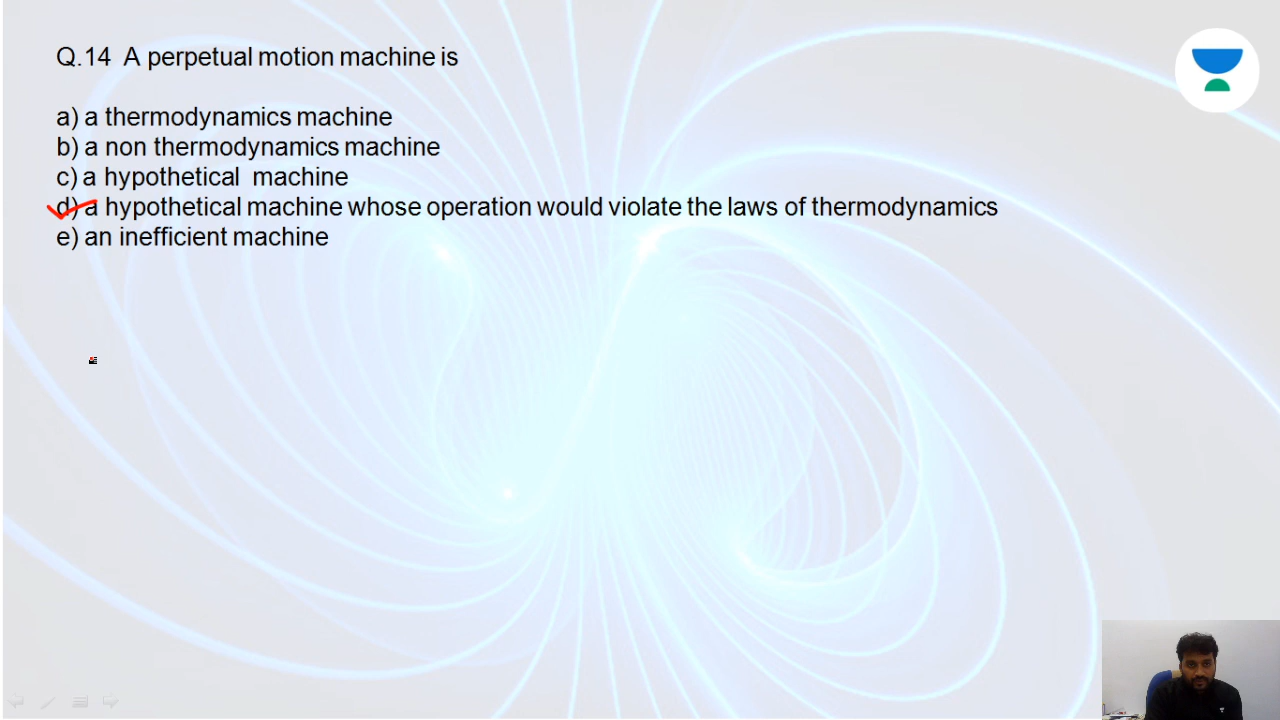 Q.14 A perpetual motion machine is
a) a thermodynamics machine
b) a non thermodynamics machine
c) a hypothetical machine
d) a hypothetical machine whose operation would violate the laws of thermodynamics
e) an inefficient machine